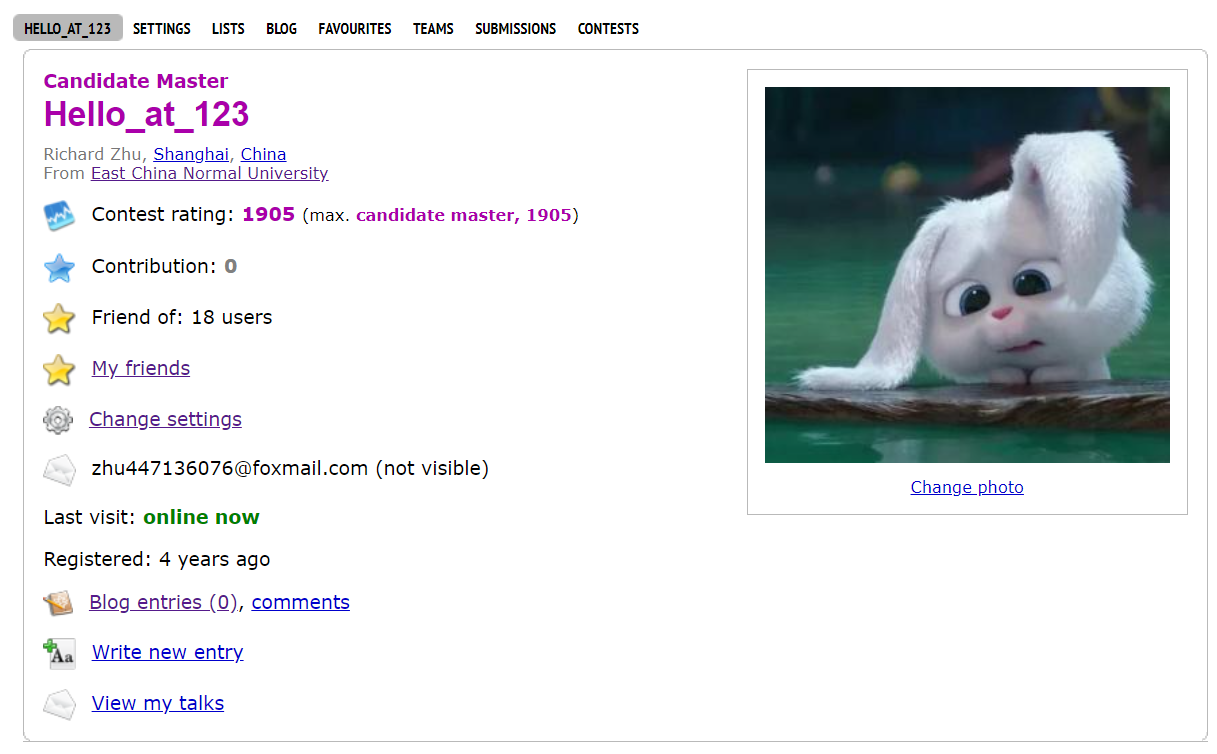 HELLO_AT_123 SETTINGS LISTS BLOG FAVOURITES TEAMS SUBMISSIONS CONTESTS
Candidate Master
Hello_at_123
Richard Zhu, Shanghai, China
From East China Normal University
Contest rating: 1905 (max. candidate master, 1905)
Contribution: 0
Friend of: 18 users
My friends
Change settings
zhu447136076@foxmail.com (not visible)
Last visit: online now
Registered: 4 years ago
Blog entries (0), comments
Aa Write new entry
View my talks
Change photo